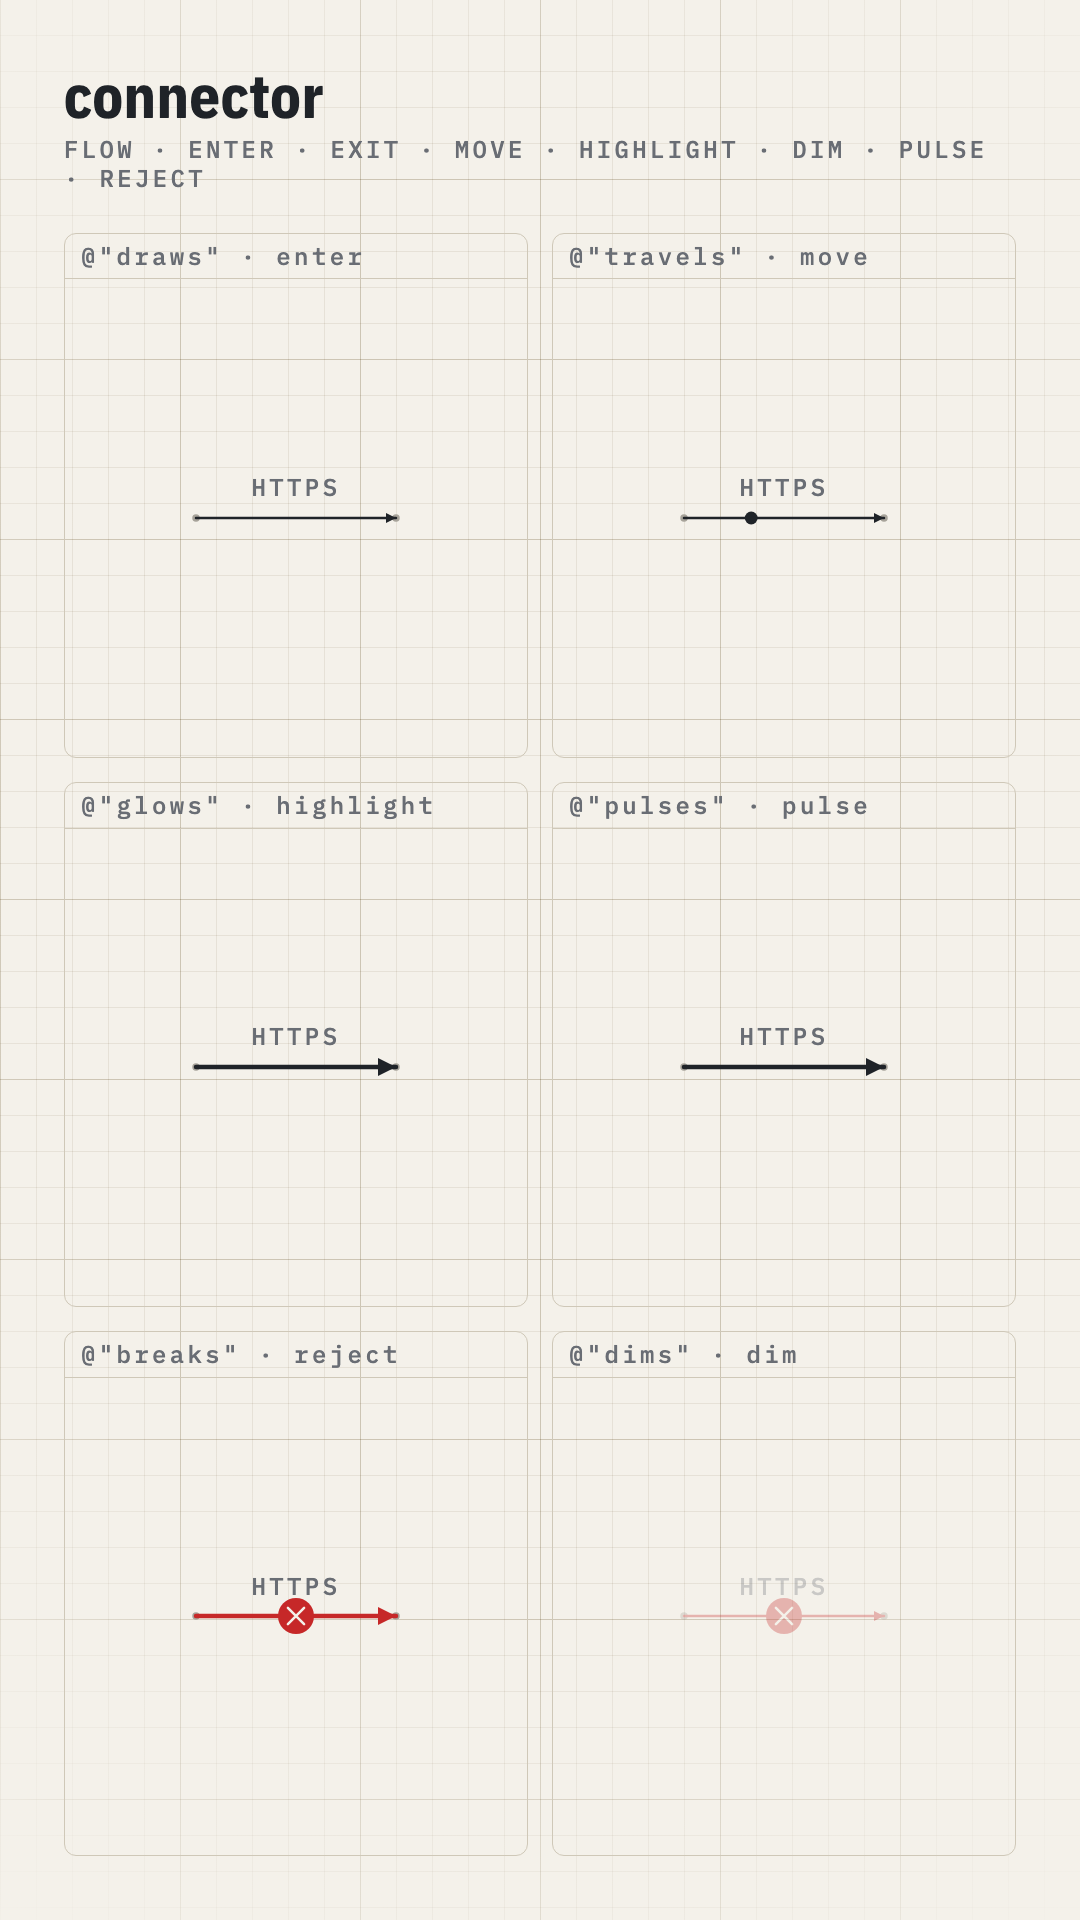 connector
FLOW · ENTER · EXIT · MOVE · HIGHLIGHT · DIM · PULSE
· REJECT
@"draws" · enter
@"travels" · move
HTTPS
HTTPS
@"glows" · highlight
@"pulses" · pulse
HTTPS
HTTPS
@"breaks" · reject
@"dims" · dim
HTTPS
HTTPS